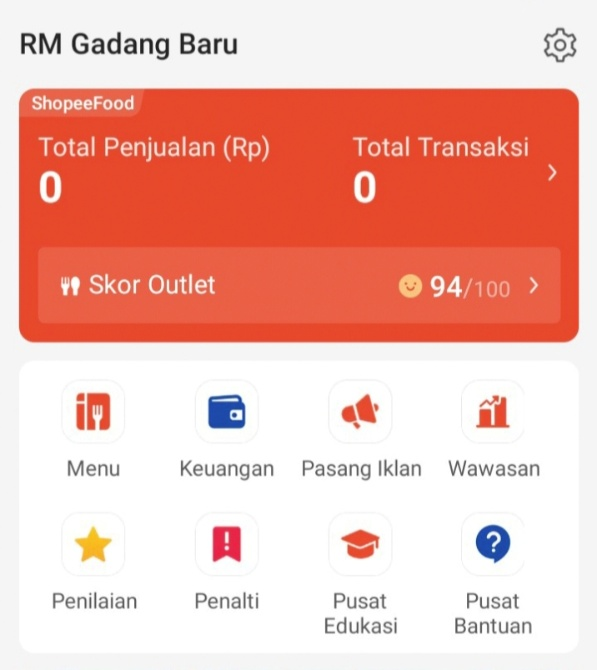 RM Gadang Baru
ShopeeFood
Total Penjualan (Rp)
Total Transaksi
0
0
Skor Outlet
94/100
Menu
Keuangan
Pasang Iklan
Wawasan
Penilaian
Penalti
Pusat
Edukasi
Pusat
Bantuan